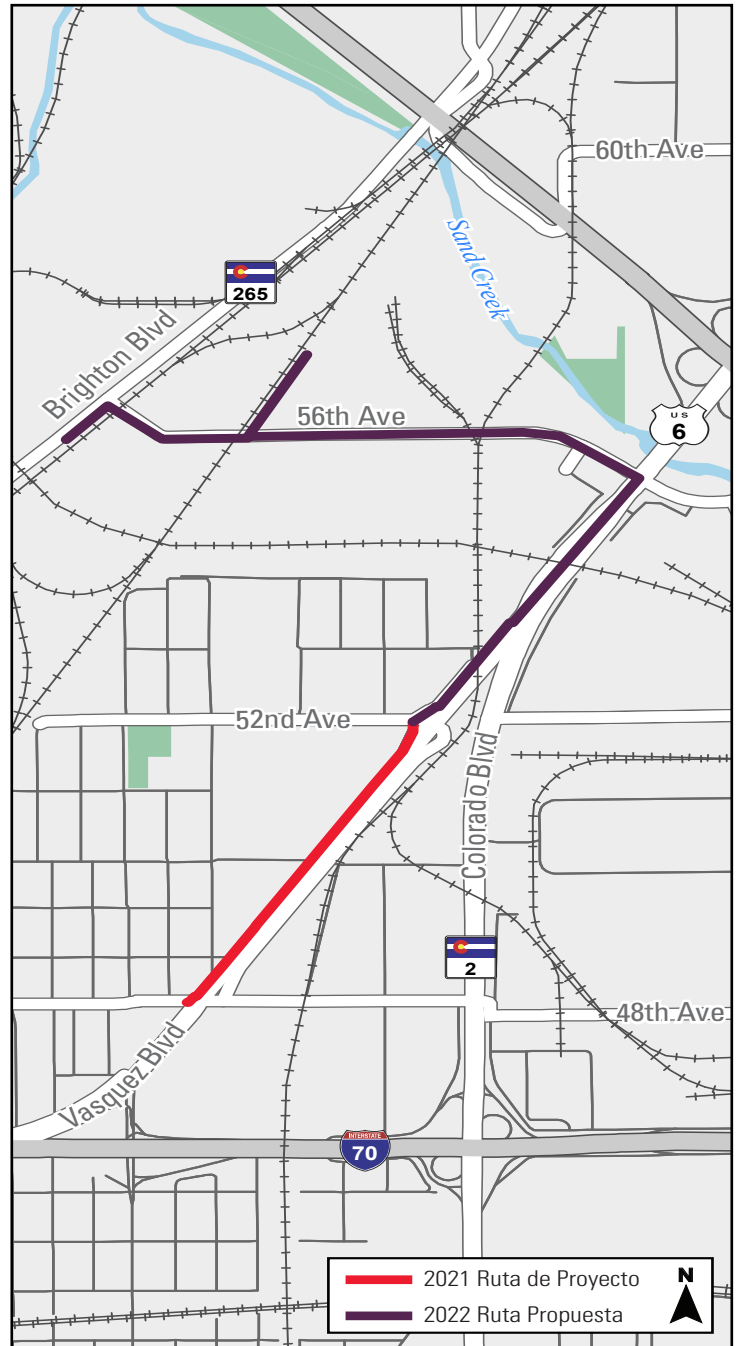 60th Ave
Sand Creek
265
Brighton Blvd
56th Ave
US
6
52nd Ave
Colorado Blvd
2
48th Ave
Vasquez Blvd
INTERSTATE
70
2021 Ruta de Proyecto
2022 Ruta Propuesta
N